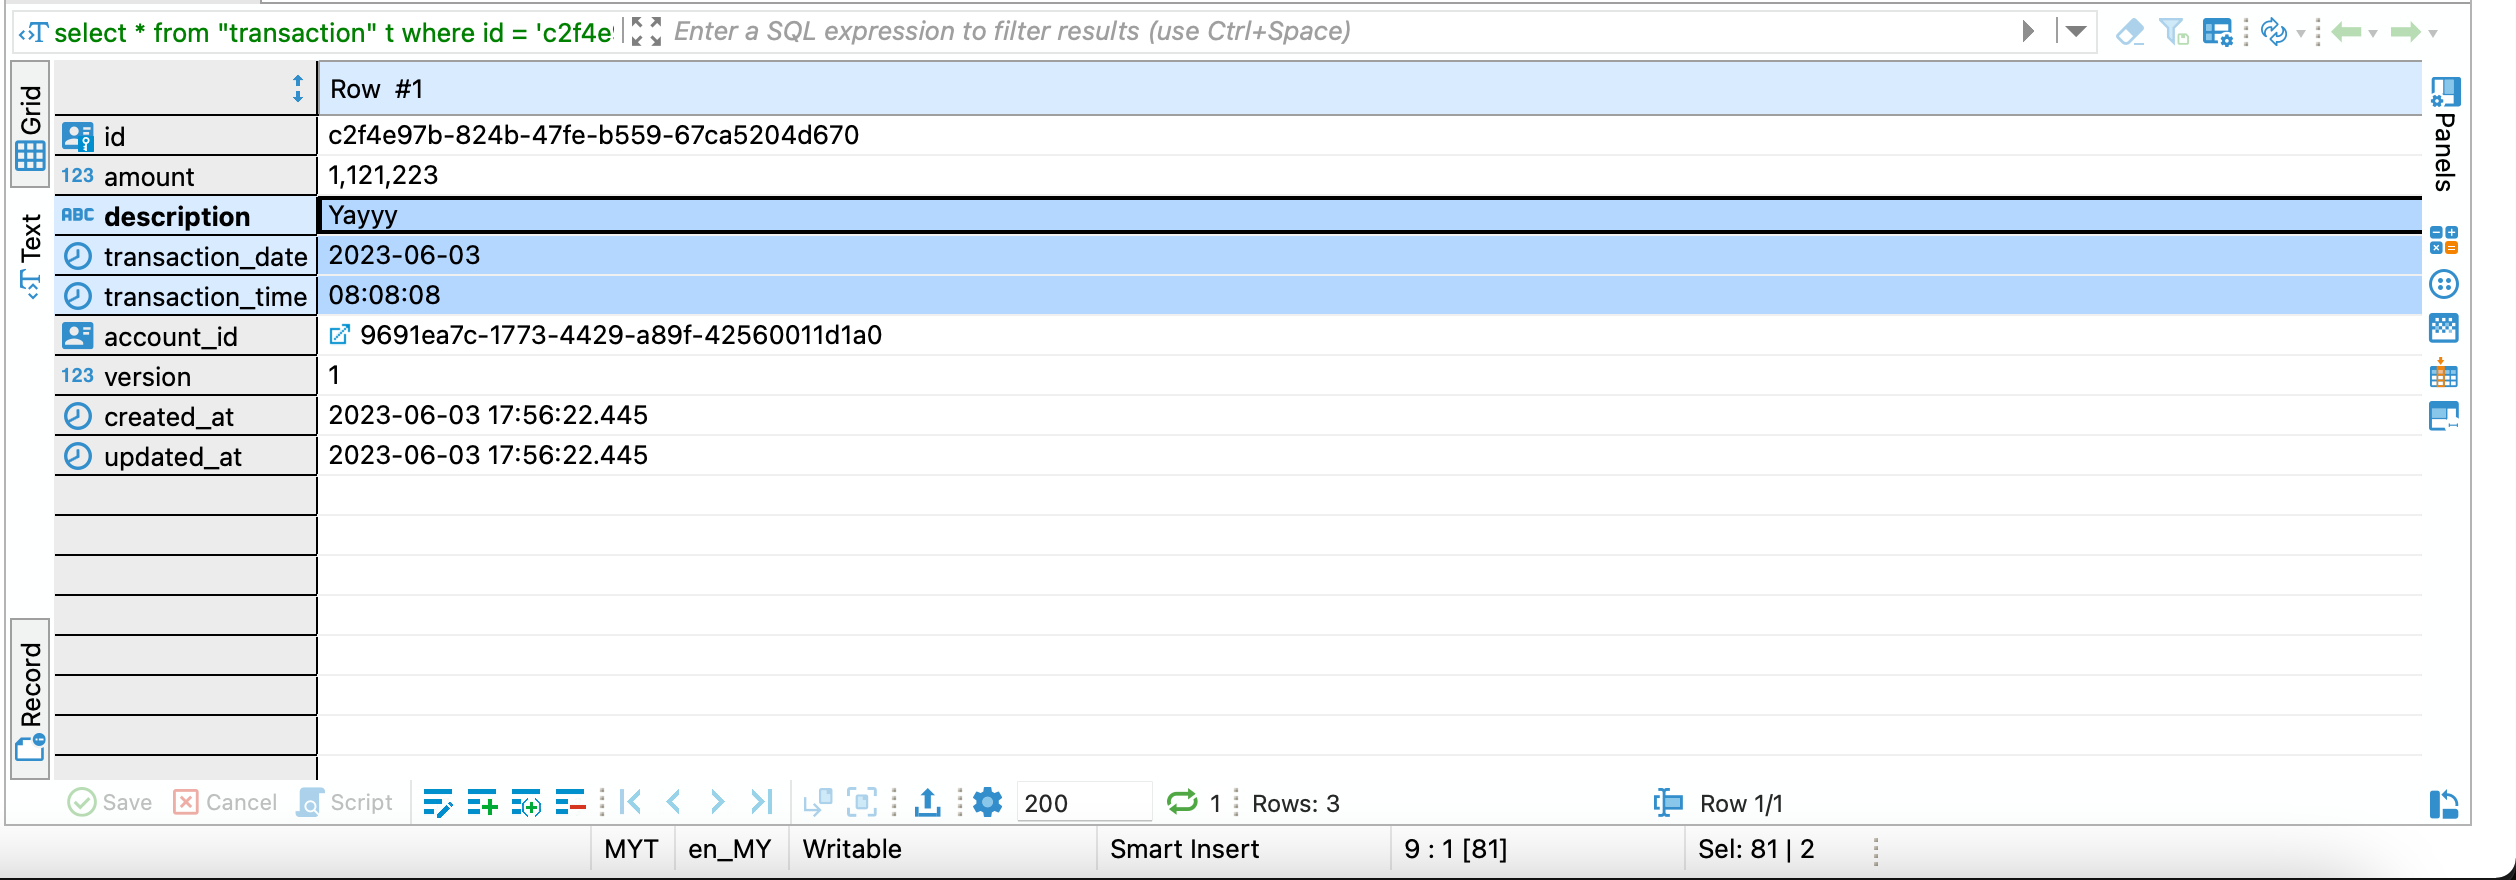 select * from "transaction" t where id = 'c2f4e
Enter a SQL expression to filter results (use Ctrl+Space)
Grid
Text
Record
Row #1
id c2f4e97b-824b-47fe-b559-67ca5204d670
123 amount 1,121,223
ABC description Yayyy
transaction_date 2023-06-03
transaction_time 08:08:08
account_id 9691ea7c-1773-4429-a89f-42560011d1a0
123 version 1
created_at 2023-06-03 17:56:22.445
updated_at 2023-06-03 17:56:22.445
Panels
Save Cancel Script 200 1 Rows: 3 Row 1/1
MYT en_MY Writable Smart Insert 9 : 1 [81] Sel: 81 | 2